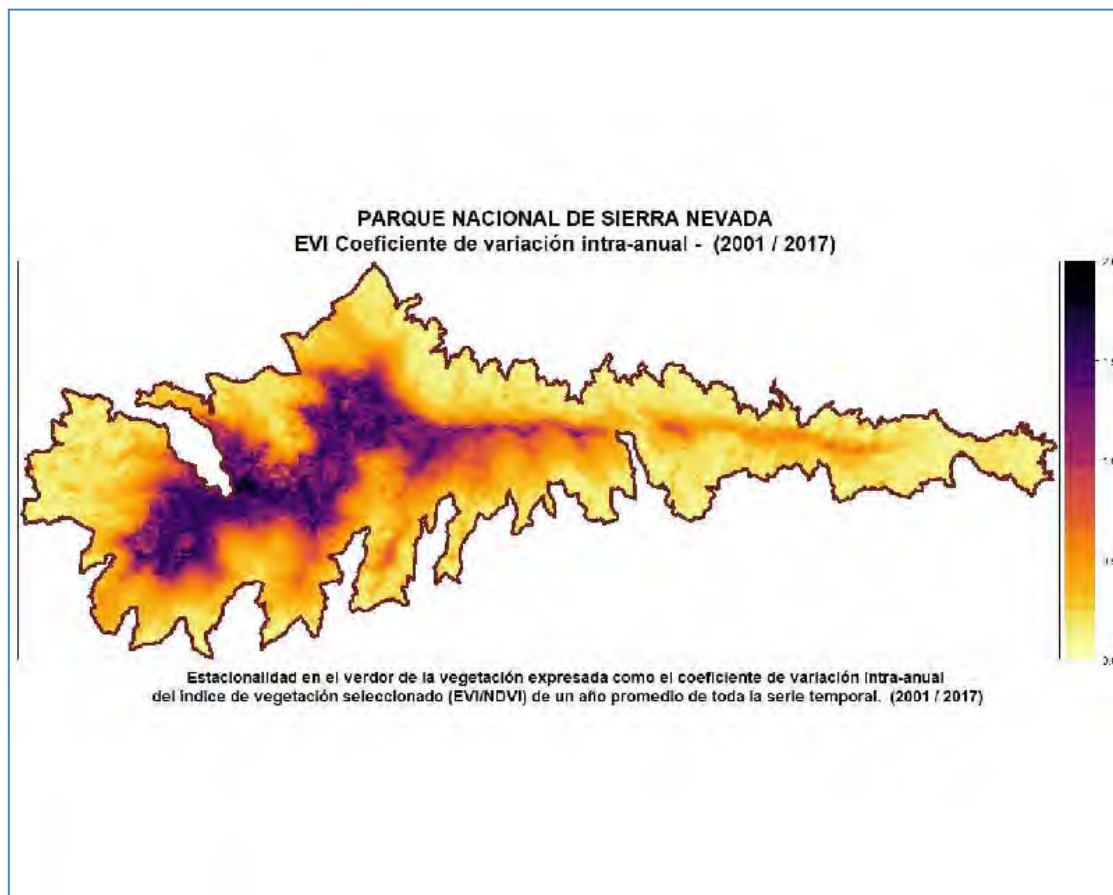 PARQUE NACIONAL DE SIERRA NEVADA
EVI Coeficiente de variación intra-anual - (2001 / 2017)
Estacionalidad en el verdor de la vegetación expresada como el coeficiente de variación intra-anual
del índice de vegetación seleccionado (EVI/NDVI) de un año promedio de toda la serie temporal. (2001 / 2017)